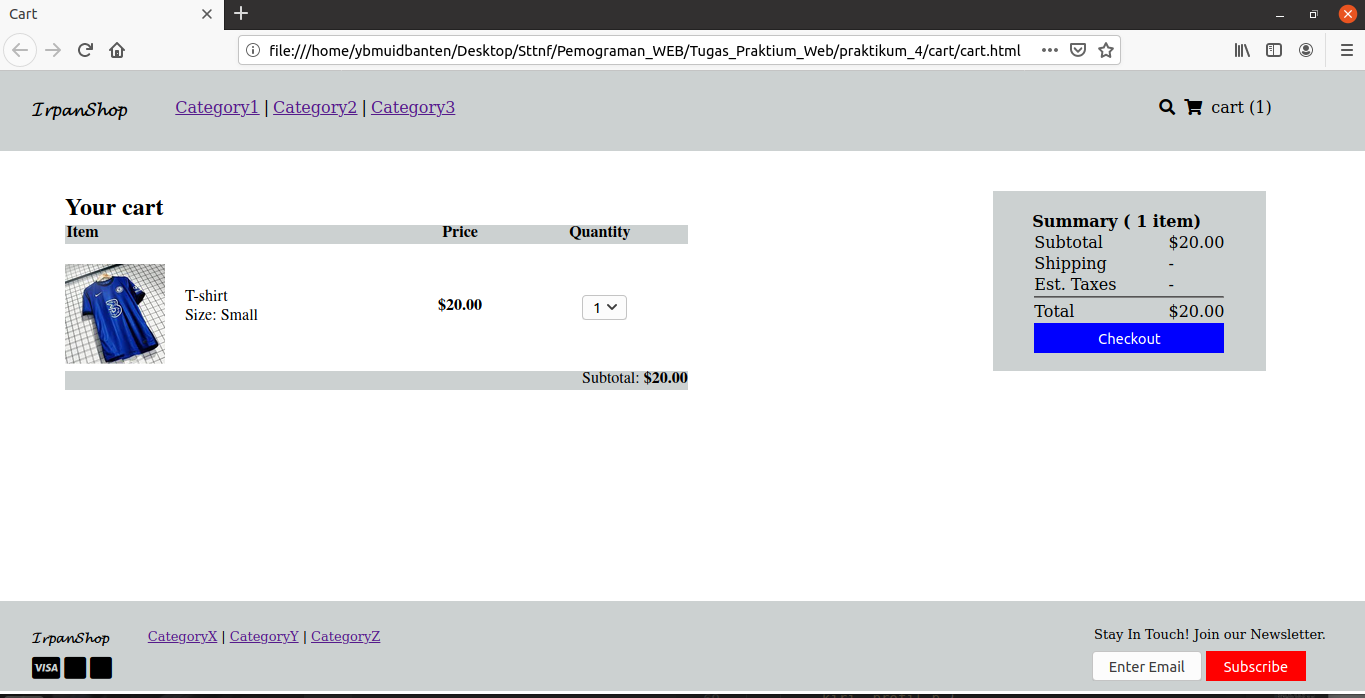 Cart
file:///home/ybmuidbanten/Desktop/Sttnf/Pemograman_WEB/Tugas_Praktium_Web/praktikum_4/cart/cart.html
IrpanShop Category1 | Category2 | Category3 cart (1)
Your cart
Item Price Quantity
T-shirt
Size: Small
$20.00 1
Subtotal: $20.00
Summary ( 1 item)
Subtotal $20.00
Shipping -
Est. Taxes -
Total $20.00
Checkout
IrpanShop CategoryX | CategoryY | CategoryZ
VISA
Stay In Touch! Join our Newsletter.
Enter Email Subscribe